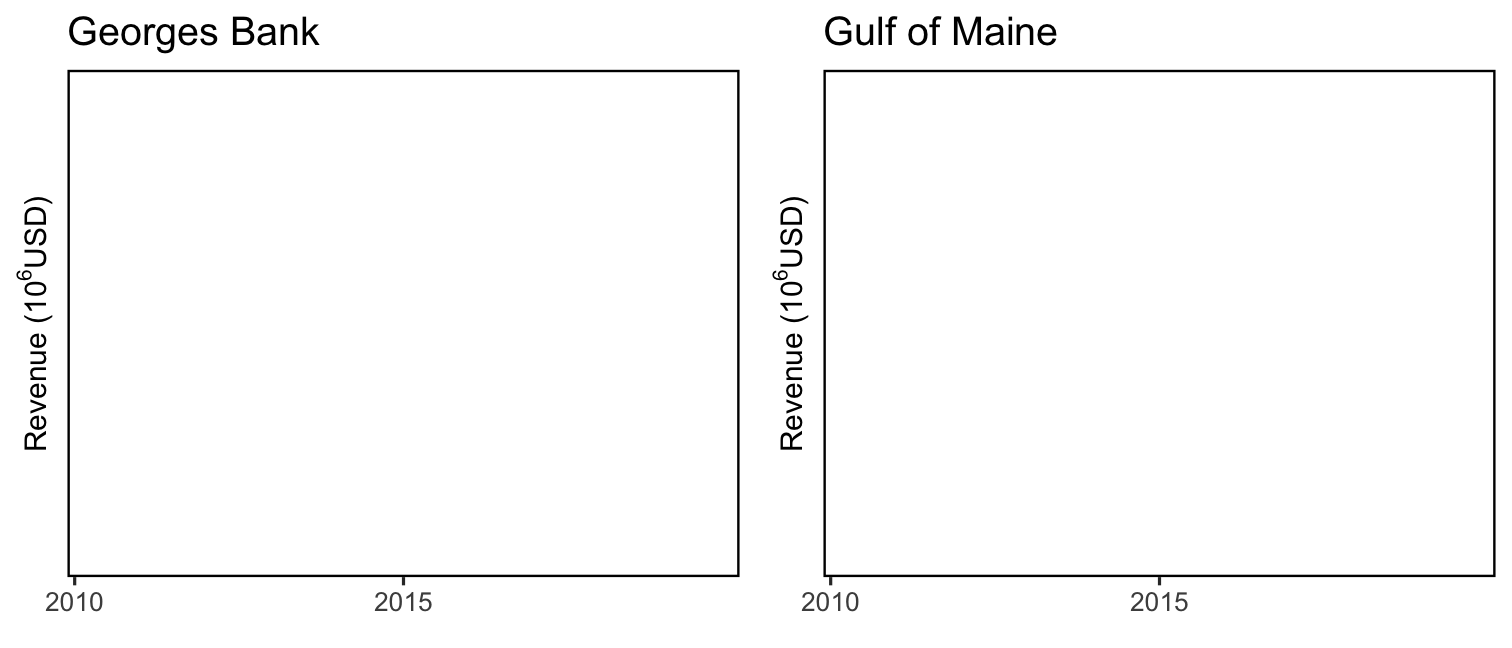 Georges Bank
Revenue (10⁶USD)
2010 2015
Gulf of Maine
Revenue (10⁶USD)
2010 2015